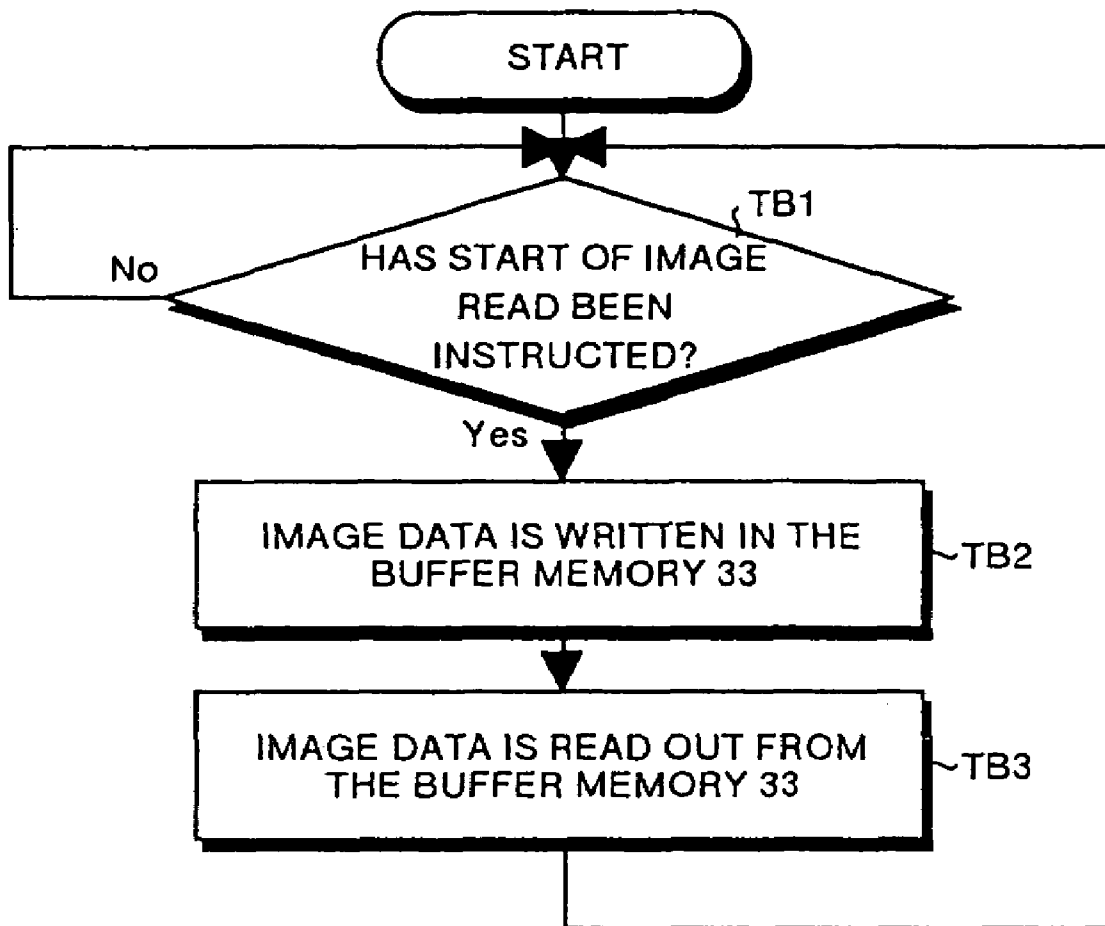 START
TB1
HAS START OF IMAGE
READ BEEN
INSTRUCTED?
No
Yes
IMAGE DATA IS WRITTEN IN THE
BUFFER MEMORY 33
TB2
IMAGE DATA IS READ OUT FROM
THE BUFFER MEMORY 33
TB3